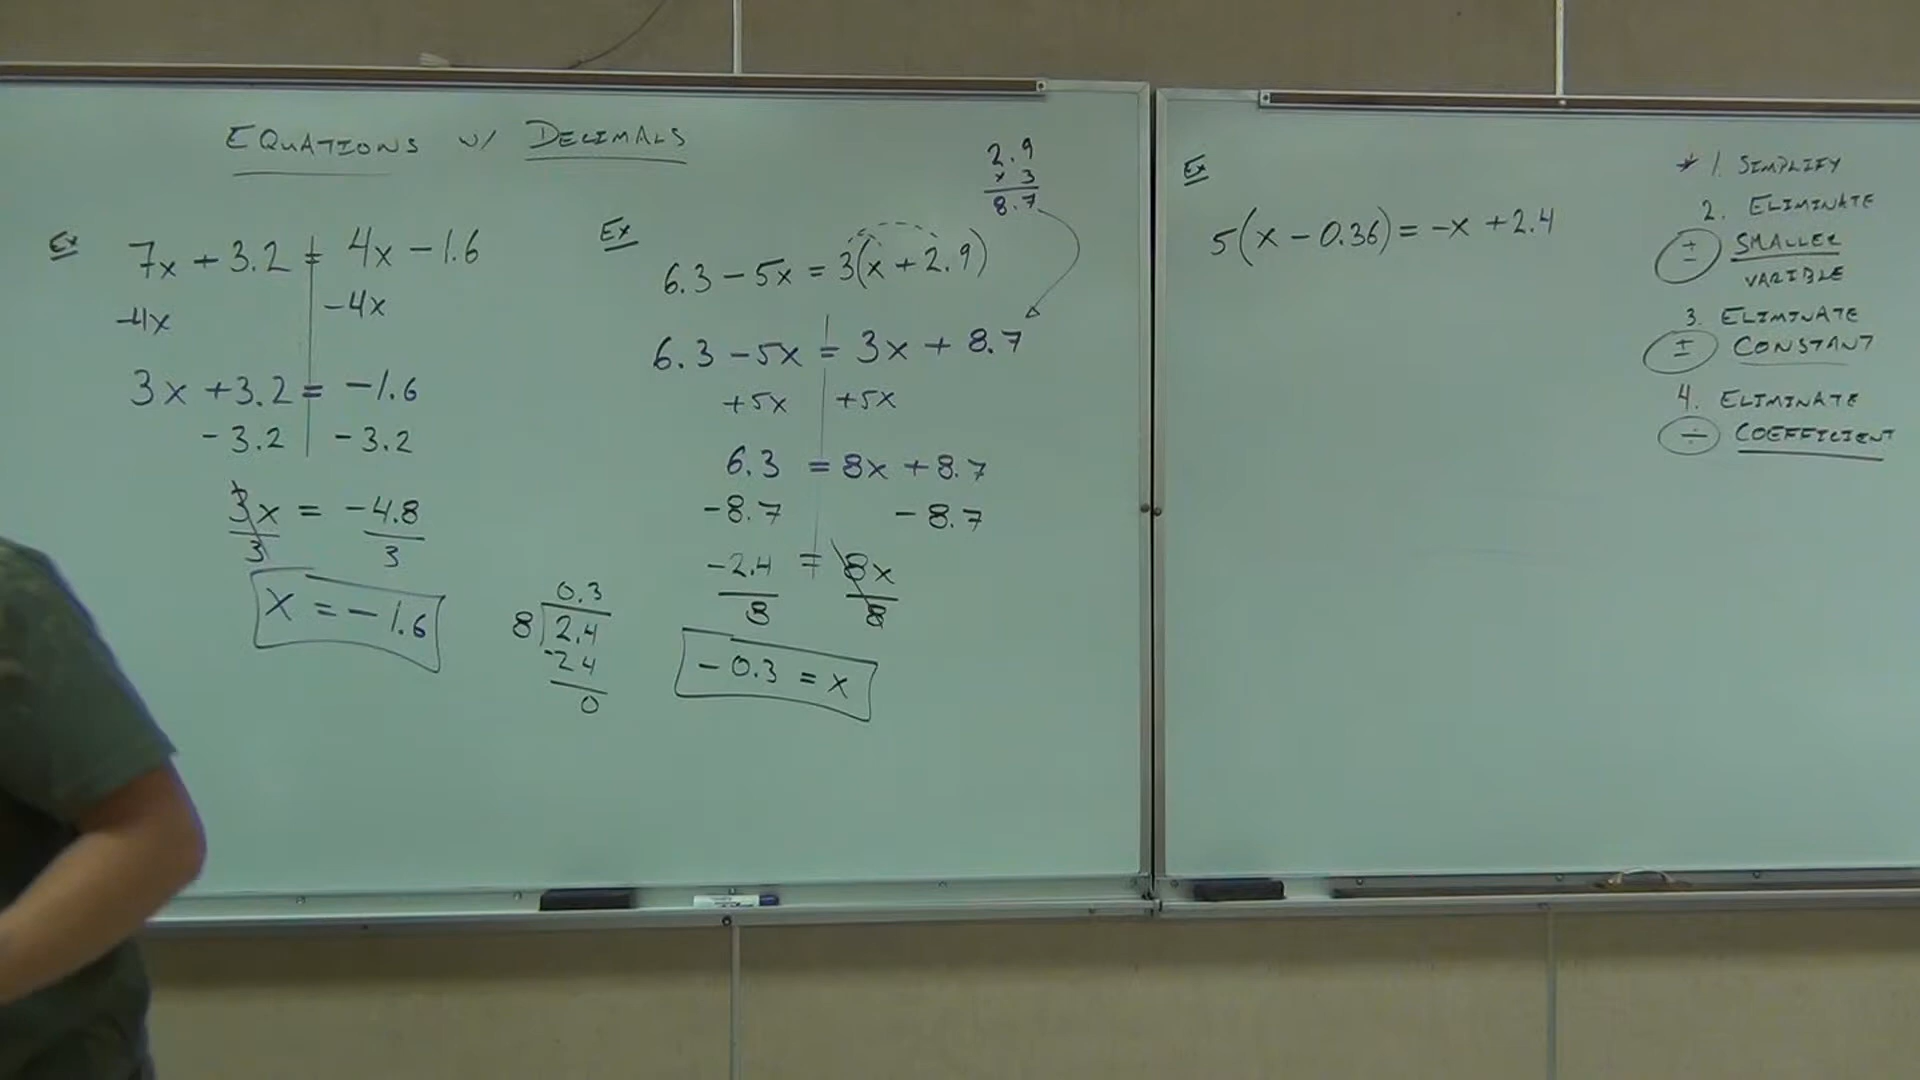 EQUATIONS W/ DECIMALS
Ex
7x + 3.2 = 4x - 1.6
-4x -4x
3x + 3.2 = -1.6
- 3.2 - 3.2
3x = -4.8
3 3
x = -1.6
Ex
2.9
x 3
8.7
6.3 - 5x = 3(x + 2.9)
6.3 - 5x = 3x + 8.7
+5x +5x
6.3 = 8x + 8.7
-8.7 - 8.7
-2.4 = 8x
8 8
0.3
8 2.4
-24
0
-0.3 = x
Ex
5(x - 0.36) = -x + 2.4
* 1. SIMPLIFY
2. ELIMINATE
± SMALLER
VARIABLE
3. ELIMINATE
± CONSTANT
4. ELIMINATE
÷ COEFFICIENT